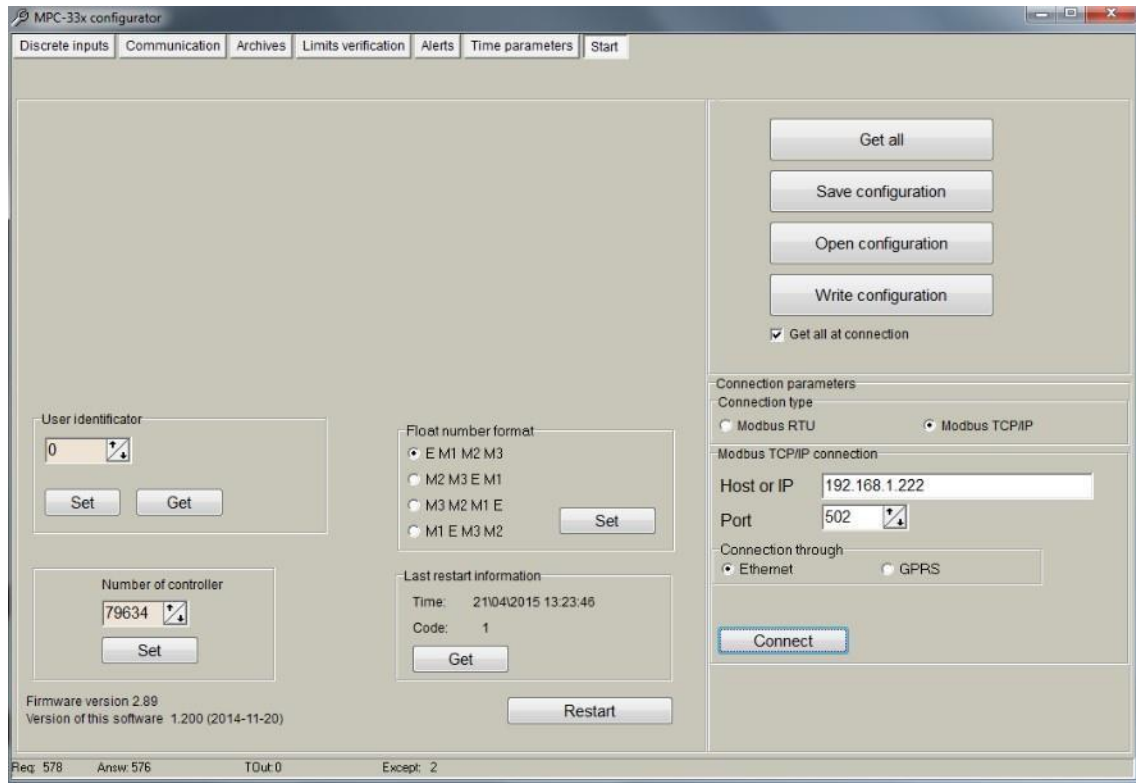 MPC-33x configurator
Discrete inputs Communication Archives Limits verification Alerts Time parameters Start
Get all
Save configuration
Open configuration
Write configuration
Get all at connection
User identificator
0
Set Get
Number of controller
79634
Set
Float number format
E M1 M2 M3
M2 M3 E M1
M3 M2 M1 E
M1 E M3 M2
Set
Last restart information
Time: 21\04\2015 13:23:46
Code: 1
Get
Connection parameters
Connection type
Modbus RTU Modbus TCP/IP
Modbus TCP/IP connection
Host or IP 192.168.1.222
Port 502
Connection through
Ethernet GPRS
Connect
Firmware version 2.89
Version of this software 1.200 (2014-11-20)
Restart
Req: 578 Answ: 576 TOut: 0 Except: 2